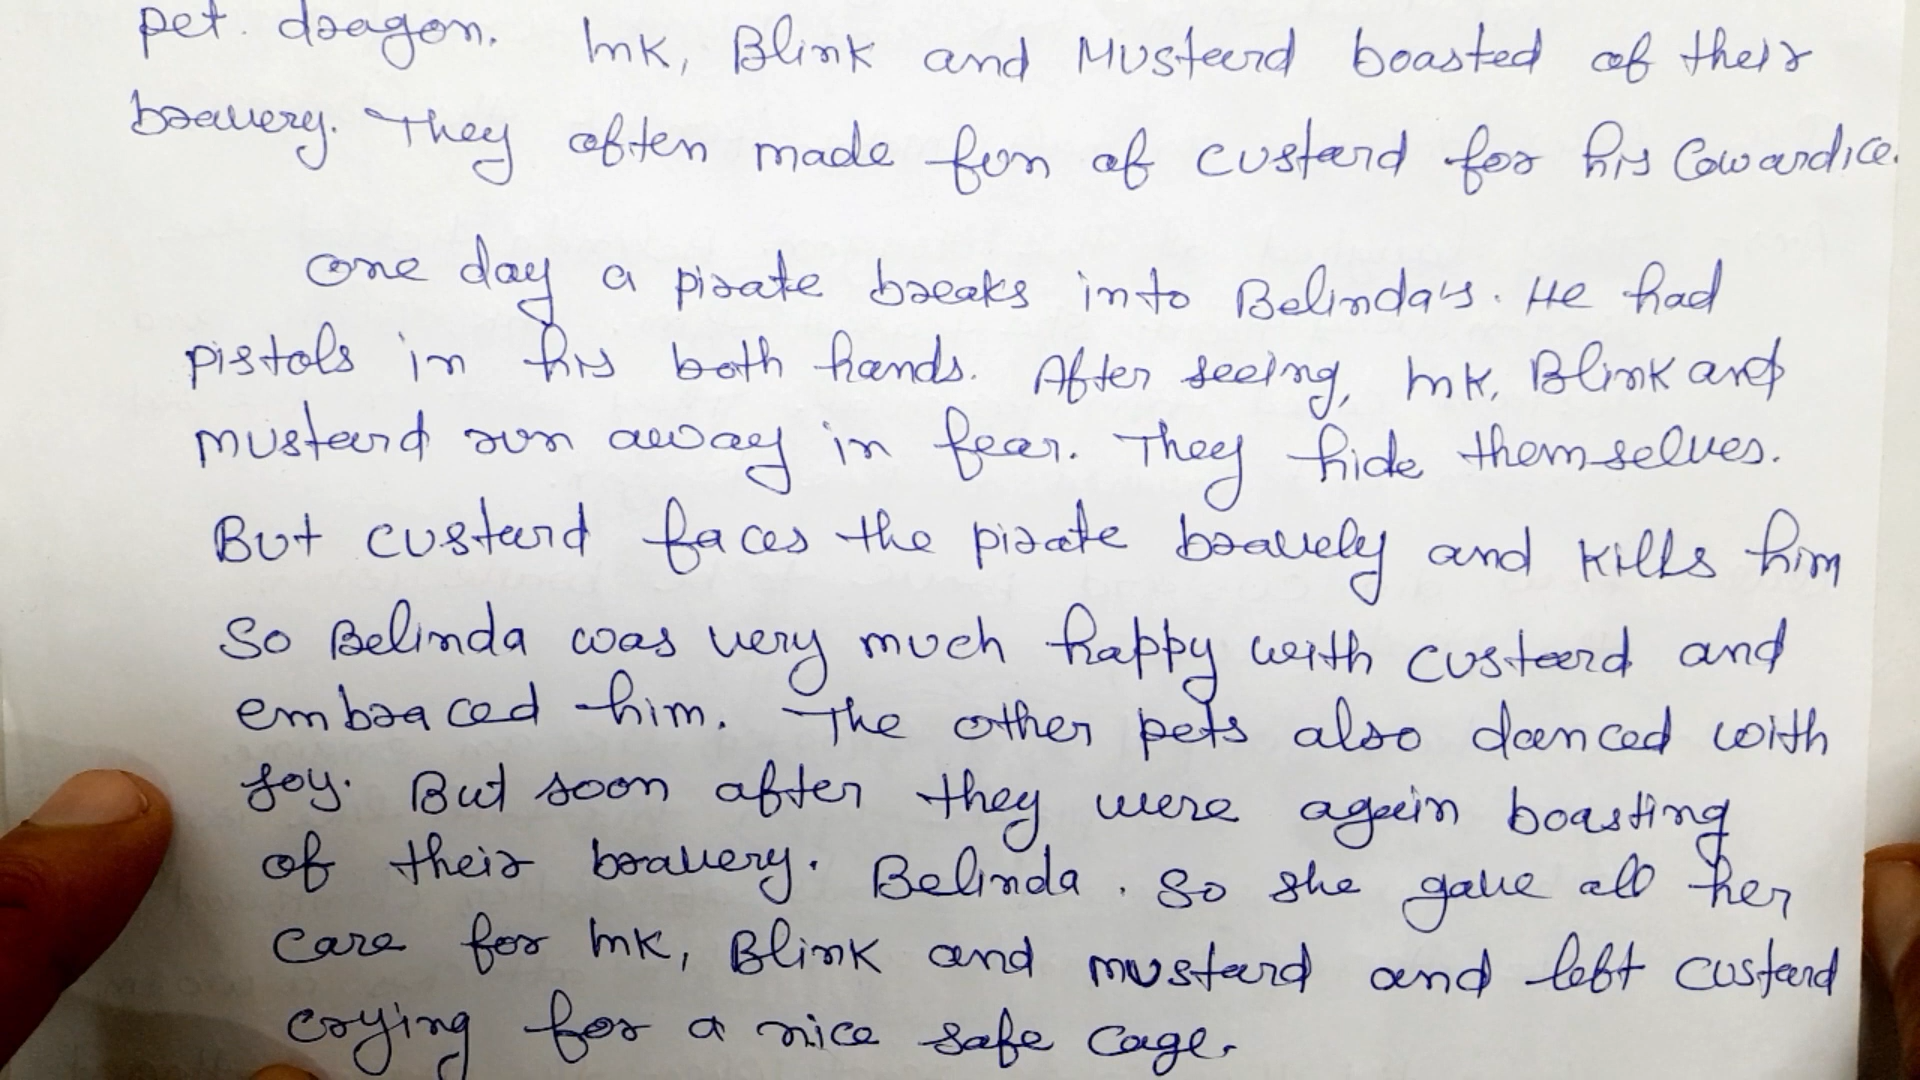 pet. dragon. Ink, Blink and Mustard boasted of their
bravery. They often made fun of custard for his Cowardice.
one day a pirate breaks into Belinda's. He had
pistols in his both hands. After seeing, Ink, Blink and
mustard run away in fear. They hide themselves.
But custard faces the pirate bravely and kills him
So Belinda was very much happy with custard and
embraced him. The other pets also danced with
joy. But soon after they were again boasting
of their bravery. Belinda. So she gave all her
care for Ink, Blink and mustard and left custard
crying for a nice safe cage.